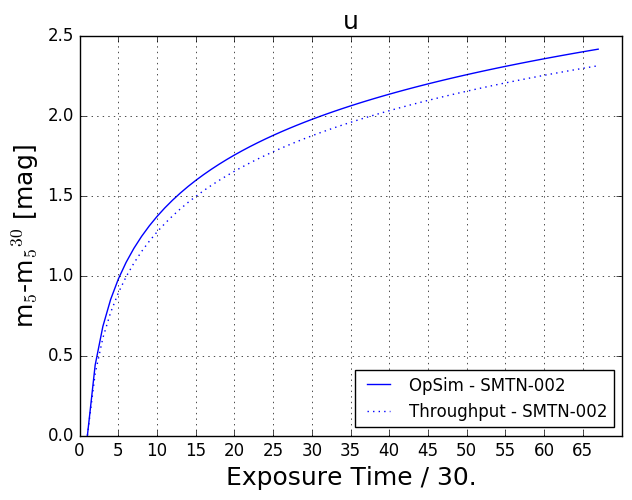 u
2.5
2.0
1.5
1.0
0.5
0.0
m₅-m₅³⁰ [mag]
OpSim - SMTN-002
Throughput - SMTN-002
0 5 10 15 20 25 30 35 40 45 50 55 60 65
Exposure Time / 30.